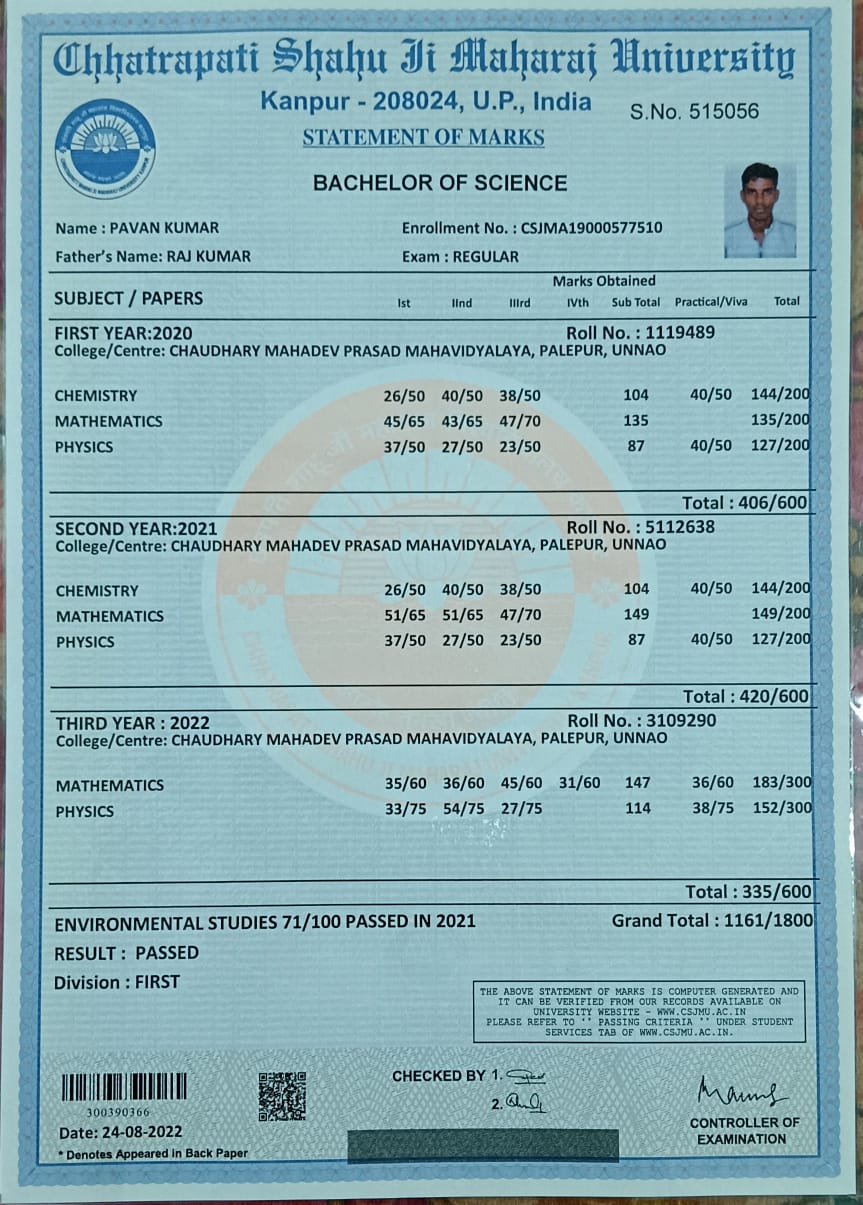 Chhatrapati Shahu Ji Maharaj University
Kanpur - 208024, U.P., India
S.No. 515056
STATEMENT OF MARKS
BACHELOR OF SCIENCE
Name : PAVAN KUMAR Enrollment No. : CSJMA19000577510
Father's Name: RAJ KUMAR Exam : REGULAR
Marks Obtained
SUBJECT / PAPERS Ist IInd IIIrd IVth Sub Total Practical/Viva Total
FIRST YEAR:2020 Roll No. : 1119489
College/Centre: CHAUDHARY MAHADEV PRASAD MAHAVIDYALAYA, PALEPUR, UNNAO
CHEMISTRY 26/50 40/50 38/50 104 40/50 144/200
MATHEMATICS 45/65 43/65 47/70 135 135/200
PHYSICS 37/50 27/50 23/50 87 40/50 127/200
Total : 406/600
SECOND YEAR:2021 Roll No. : 5112638
College/Centre: CHAUDHARY MAHADEV PRASAD MAHAVIDYALAYA, PALEPUR, UNNAO
CHEMISTRY 26/50 40/50 38/50 104 40/50 144/200
MATHEMATICS 51/65 51/65 47/70 149 149/200
PHYSICS 37/50 27/50 23/50 87 40/50 127/200
Total : 420/600
THIRD YEAR : 2022 Roll No. : 3109290
College/Centre: CHAUDHARY MAHADEV PRASAD MAHAVIDYALAYA, PALEPUR, UNNAO
MATHEMATICS 35/60 36/60 45/60 31/60 147 36/60 183/300
PHYSICS 33/75 54/75 27/75 114 38/75 152/300
Total : 335/600
ENVIRONMENTAL STUDIES 71/100 PASSED IN 2021 Grand Total : 1161/1800
RESULT : PASSED
Division : FIRST
THE ABOVE STATEMENT OF MARKS IS COMPUTER GENERATED AND
IT CAN BE VERIFIED FROM OUR RECORDS AVAILABLE ON
UNIVERSITY WEBSITE - WWW.CSJMU.AC.IN
PLEASE REFER TO '' PASSING CRITERIA '' UNDER STUDENT
SERVICES TAB OF WWW.CSJMU.AC.IN.
CHECKED BY 1.
2.
300390366
Date: 24-08-2022
* Denotes Appeared in Back Paper
CONTROLLER OF
EXAMINATION